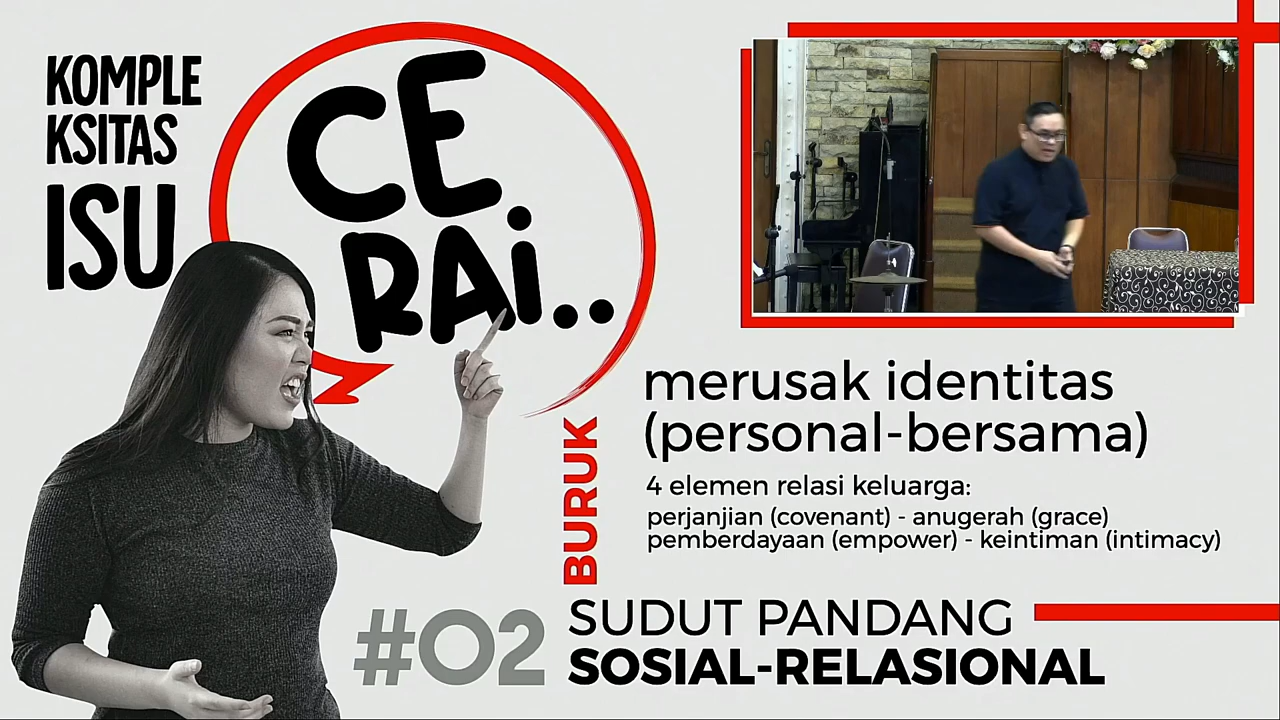 KOMPLE
KSITAS
ISU
CE
RAi..
BURUK
merusak identitas
(personal-bersama)
4 elemen relasi keluarga:
perjanjian (covenant) - anugerah (grace)
pemberdayaan (empower) - keintiman (intimacy)
#02
SUDUT PANDANG
SOSIAL-RELASIONAL